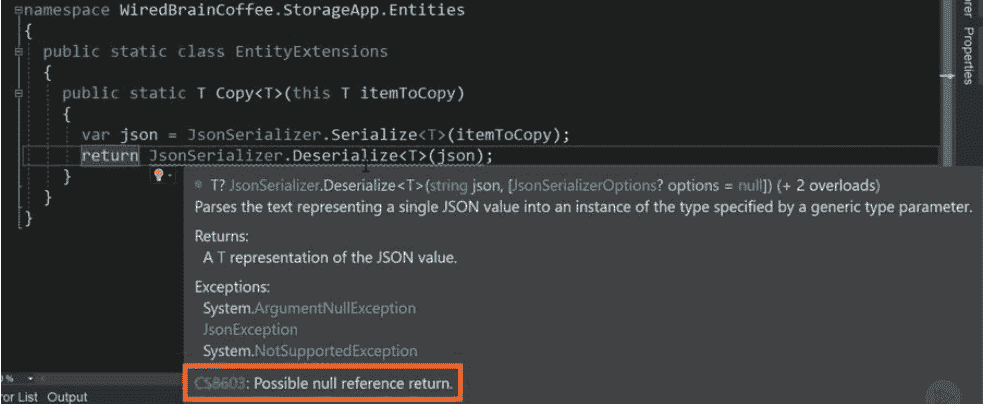 namespace WiredBrainCoffee.StorageApp.Entities
{
public static class EntityExtensions
{
public static T Copy<T>(this T itemToCopy)
{
var json = JsonSerializer.Serialize<T>(itemToCopy);
return JsonSerializer.Deserialize<T>(json);
}
}
}
T? JsonSerializer.Deserialize<T>(string json, [JsonSerializerOptions? options = null]) (+ 2 overloads)
Parses the text representing a single JSON value into an instance of the type specified by a generic type parameter.
Returns:
A T representation of the JSON value.
Exceptions:
System.ArgumentNullException
JsonException
System.NotSupportedException
CS8603: Possible null reference return.
Properties
Output